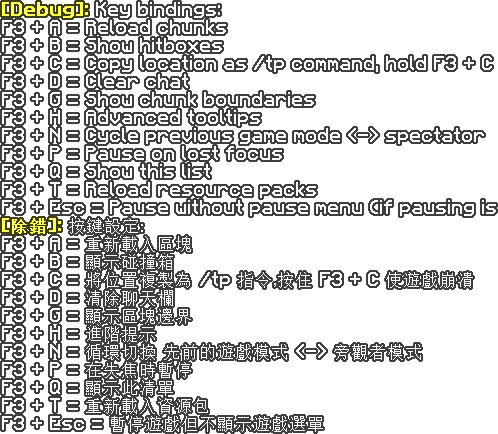 [Debug]: Key bindings:
F3 + A = Reload chunks
F3 + B = Show hitboxes
F3 + C = Copy location as /tp command, hold F3 + C
F3 + D = Clear chat
F3 + G = Show chunk boundaries
F3 + H = Advanced tooltips
F3 + N = Cycle previous game mode <-> spectator
F3 + P = Pause on lost focus
F3 + Q = Show this list
F3 + T = Reload resource packs
F3 + Esc = Pause without pause menu (if pausing is
[除錯]: 按鍵設定:
F3 + A = 重新載入區塊
F3 + B = 顯示碰撞箱
F3 + C = 將位置複製為 /tp 指令,按住 F3 + C 使遊戲崩潰
F3 + D = 清除聊天欄
F3 + G = 顯示區塊邊界
F3 + H = 進階提示
F3 + N = 循環切換 先前的遊戲模式 <-> 旁觀者模式
F3 + P = 在失焦時暫停
F3 + Q = 顯示此清單
F3 + T = 重新載入資源包
F3 + Esc = 暫停遊戲但不顯示遊戲選單